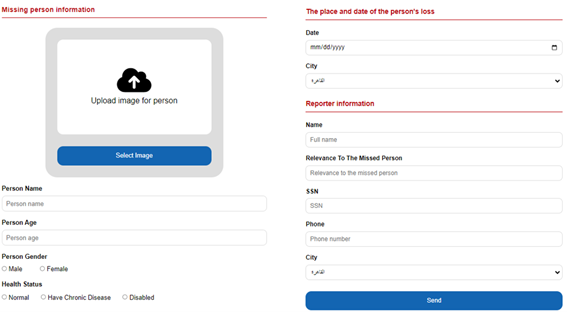 Missing person information
Upload image for person
Select Image
Person Name
Person name
Person Age
Person age
Person Gender
Male
Female
Health Status
Normal
Have Chronic Disease
Disabled
The place and date of the person's loss
Date
mm/dd/yyyy
City
القاهرة
Reporter information
Name
Full name
Relevance To The Missed Person
Relevance to the missed person
SSN
SSN
Phone
Phone number
City
القاهرة
Send